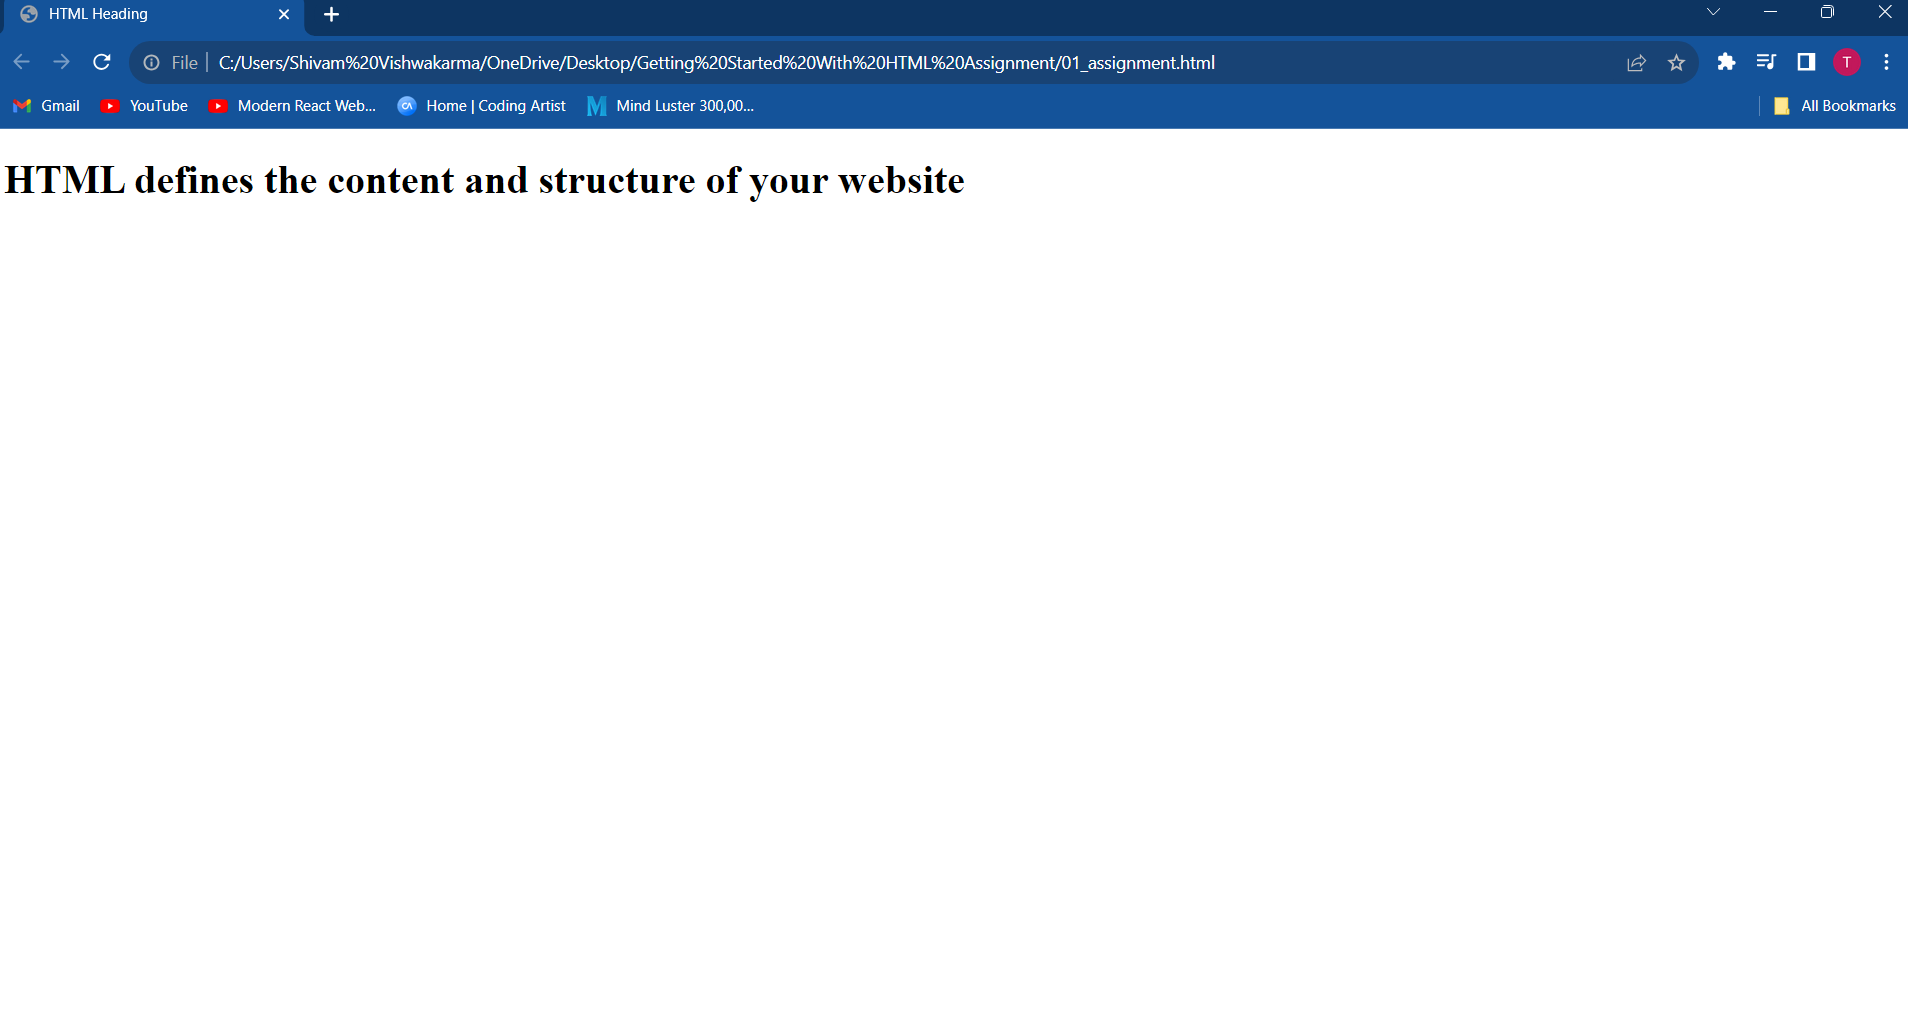 HTML Heading
File | C:/Users/Shivam%20Vishwakarma/OneDrive/Desktop/Getting%20Started%20With%20HTML%20Assignment/01_assignment.html
T
Gmail YouTube Modern React Web... Home | Coding Artist Mind Luster 300,00... All Bookmarks
HTML defines the content and structure of your website